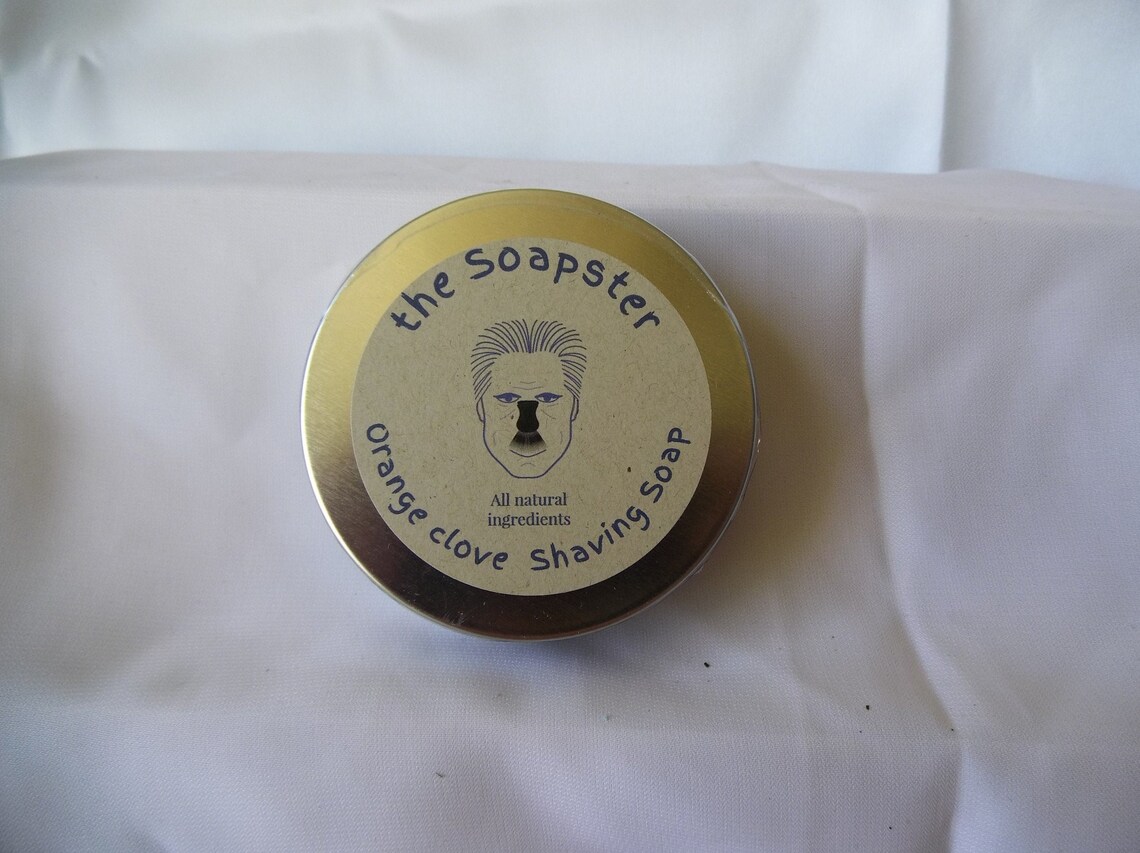 the Soapster
All natural
ingredients
Orange clove Shaving Soap